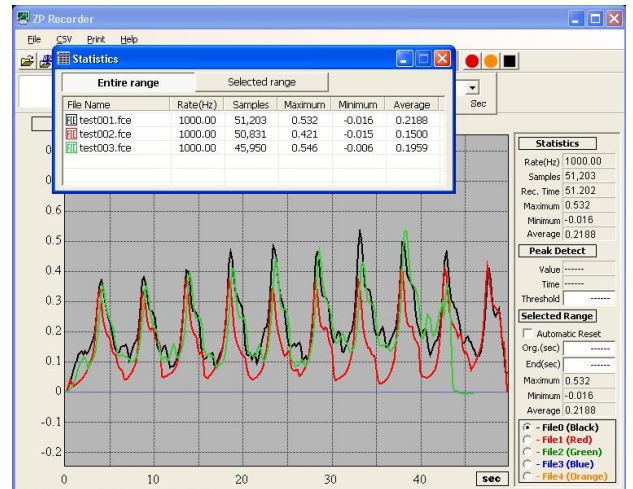 ZP Recorder
File CSV Print Help
Statistics
Entire range Selected range
File Name Rate(Hz) Samples Maximum Minimum Average
test001.fce 1000.00 51,203 0.532 -0.016 0.2188
test002.fce 1000.00 50,831 0.421 -0.015 0.1500
test003.fce 1000.00 45,950 0.546 -0.006 0.1959
Sec
0.6
0.5
0.4
0.3
0.2
0.1
0
-0.1
-0.2
0 10 20 30 40 sec
Statistics
Rate(Hz) 1000.00
Samples 51,203
Rec. Time 51.202
Maximum 0.532
Minimum -0.016
Average 0.2188
Peak Detect
Value ------
Time ------
Threshold ------
Selected Range
Automatic Reset
Org.(sec) ------
End(sec) ------
Maximum 0.532
Minimum -0.016
Average 0.2188
- File0 (Black)
- File1 (Red)
- File2 (Green)
- File3 (Blue)
- File4 (Orange)